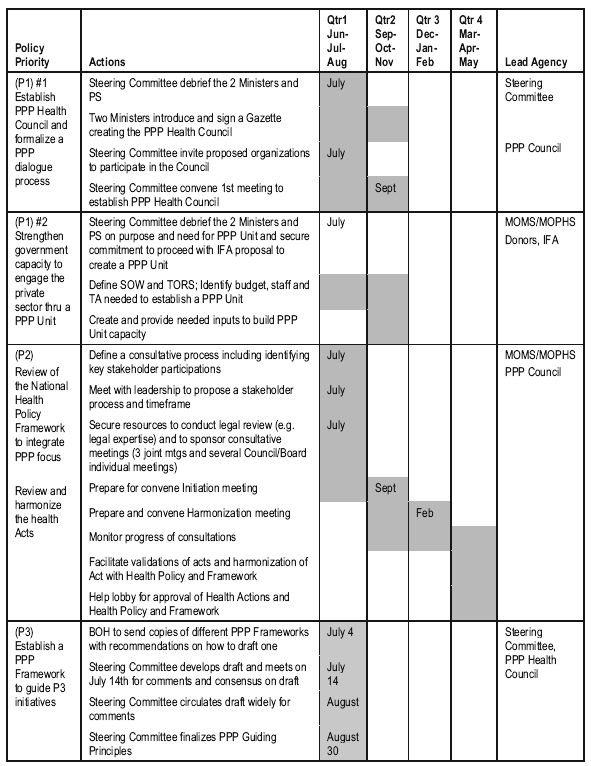 Policy
Priority
Actions
Qtr1
Jun-
Jul-
Aug
Qtr2
Sep-
Oct-
Nov
Qtr 3
Dec-
Jan-
Feb
Qtr 4
Mar-
Apr-
May
Lead Agency
(P1) #1
Establish
PPP Health
Council and
formalize a
PPP
dialogue
process
Steering Committee debrief the 2 Ministers and
PS
July
Two Ministers introduce and sign a Gazette
creating the PPP Health Council
Steering Committee invite proposed organizations
to participate in the Council
July
Steering Committee convene 1st meeting to
establish PPP Health Council
Sept
Steering
Committee
PPP Council
(P1) #2
Strengthen
government
capacity to
engage the
private
sector thru a
PPP Unit
Steering Committee debrief the 2 Ministers and
PS on purpose and need for PPP Unit and secure
commitment to proceed with IFA proposal to
create a PPP Unit
July
Define SOW and TORS; Identify budget, staff and
TA needed to establish a PPP Unit
Create and provide needed inputs to build PPP
Unit capacity
MOMS/MOPHS
Donors, IFA
(P2)
Review of
the National
Health
Policy
Framework
to integrate
PPP focus
Review and
harmonize
the health
Acts
Define a consultative process including identifying
key stakeholder participations
July
Meet with leadership to propose a stakeholder
process and timeframe
July
Secure resources to conduct legal review (e.g.
legal expertise) and to sponsor consultative
meetings (3 joint mtgs and several Council/Board
individual meetings)
July
Prepare for convene Initiation meeting
Sept
Prepare and convene Harmonization meeting
Feb
Monitor progress of consultations
Facilitate validations of acts and harmonization of
Act with Health Policy and Framework
Help lobby for approval of Health Actions and
Health Policy and Framework
MOMS/MOPHS
PPP Council
(P3)
Establish a
PPP
Framework
to guide P3
initiatives
BOH to send copies of different PPP Frameworks
with recommendations on how to draft one
July 4
Steering Committee develops draft and meets on
July 14th for comments and consensus on draft
July
14
Steering Committee circulates draft widely for
comments
August
Steering Committee finalizes PPP Guiding
Principles
August
30
Steering
Committee,
PPP Health
Council